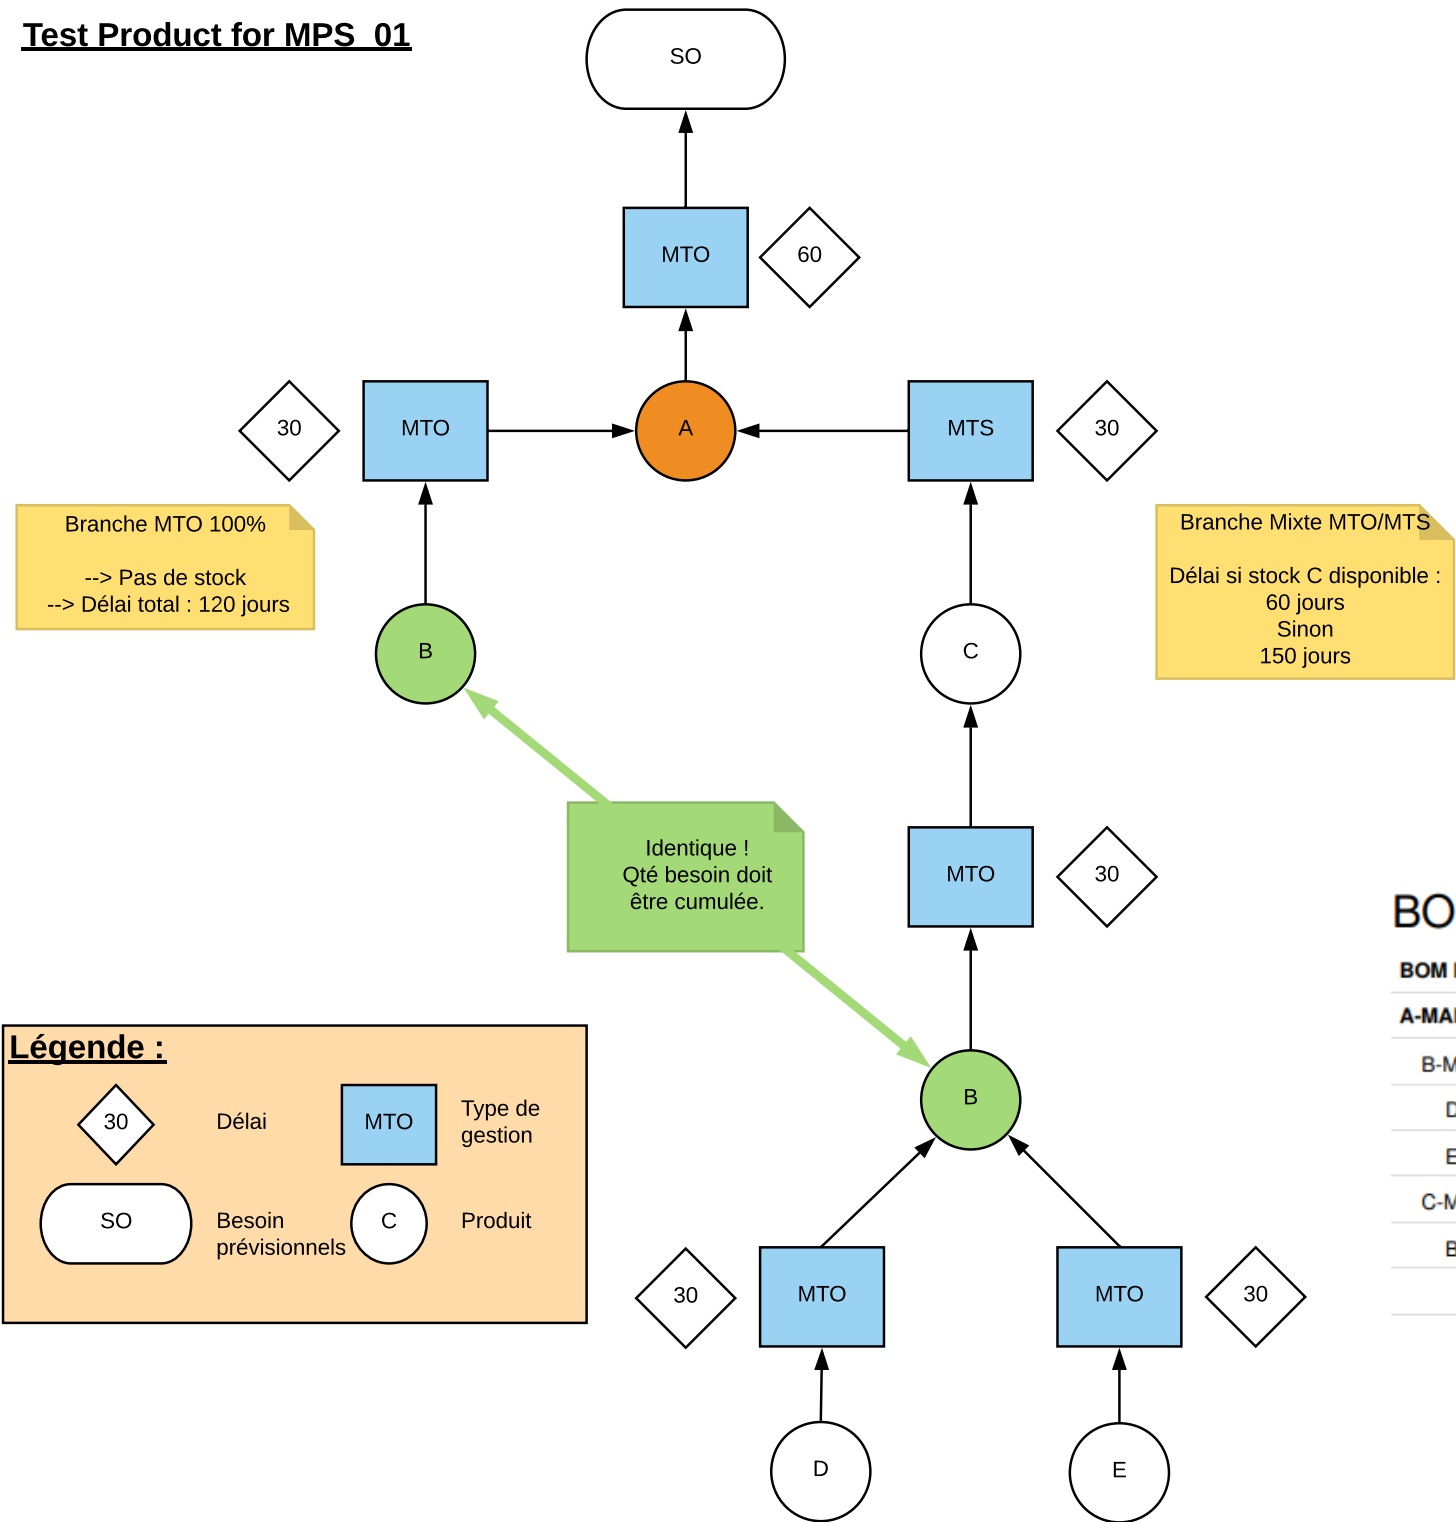 Test Product for MPS_01
SO
MTO
60
30
MTO
A
MTS
30
Branche MTO 100%
--> Pas de stock
--> Délai total : 120 jours
Branche Mixte MTO/MTS
Délai si stock C disponible :
60 jours
Sinon
150 jours
B
C
Identique !
Qté besoin doit
être cumulée.
MTO
30
BO
BOM
A-MA
B-M
D
E
C-M
B
Légende :
30
Délai
MTO
Type de
gestion
SO
Besoin
prévisionnels
C
Produit
B
30
MTO
MTO
30
D
E